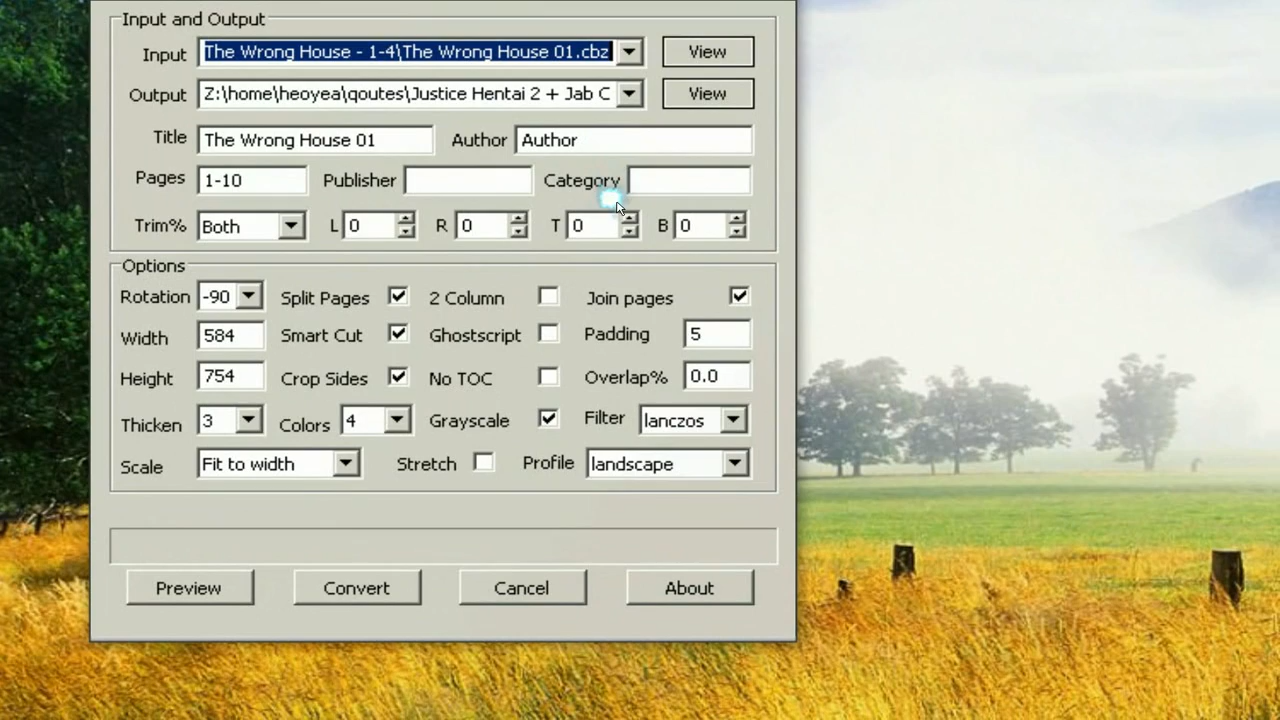 Input and Output
Input The Wrong House - 1-4\The Wrong House 01.cbz View
Output Z:\home\heoyea\qoutes\Justice Hentai 2 + Jab C View
Title The Wrong House 01 Author Author
Pages 1-10 Publisher Category
Trim% Both L 0 R 0 T 0 B 0
Options
Rotation -90 Split Pages 2 Column Join pages
Width 584 Smart Cut Ghostscript Padding 5
Height 754 Crop Sides No TOC Overlap% 0.0
Thicken 3 Colors 4 Grayscale Filter lanczos
Scale Fit to width Stretch Profile landscape
Preview Convert Cancel About